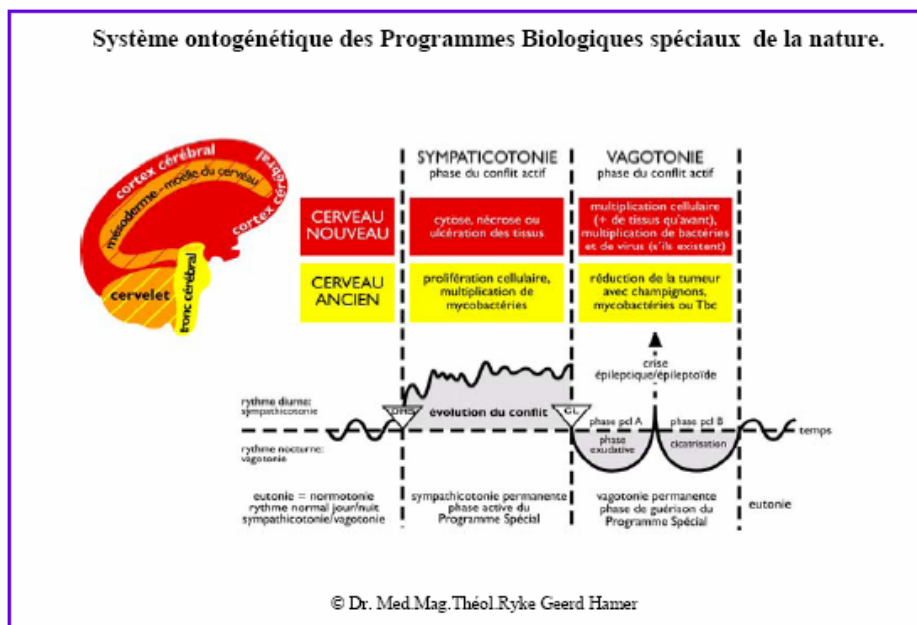 Système ontogénétique des Programmes Biologiques spéciaux de la nature.
cortex cérébral
cortex cérébral
mésoderme - moëlle du cerveau
cervelet
tronc cérébral
SYMPATICOTONIE
phase du conflit actif
VAGOTONIE
phase du conflit actif
CERVEAU
NOUVEAU
cytose, nécrose ou
ulcération des tissus
multiplication cellulaire
(+ de tissus qu'avant),
multiplication de bactéries
et de virus (s'ils existent)
CERVEAU
ANCIEN
prolifération cellulaire,
multiplication de
mycobactéries
réduction de la tumeur
avec champignons,
mycobactéries ou Tbc
crise
épileptique/épileptoïde
rythme diurne:
sympathicotonie
DHS
évolution du conflit
CL
phase pcl A
phase pcl B
temps
rythme nocturne:
vagotonie
phase
exudative
cicatrisation
eutonie = normotonie
rythme normal jour/nuit
sympathicotonie/vagotonie
sympathicotonie permanente
phase active du
Programme Spécial
vagotonie permanente
phase de guérison du
Programme Spécial
eutonie
© Dr. Med.Mag.Théol.Ryke Geerd Hamer